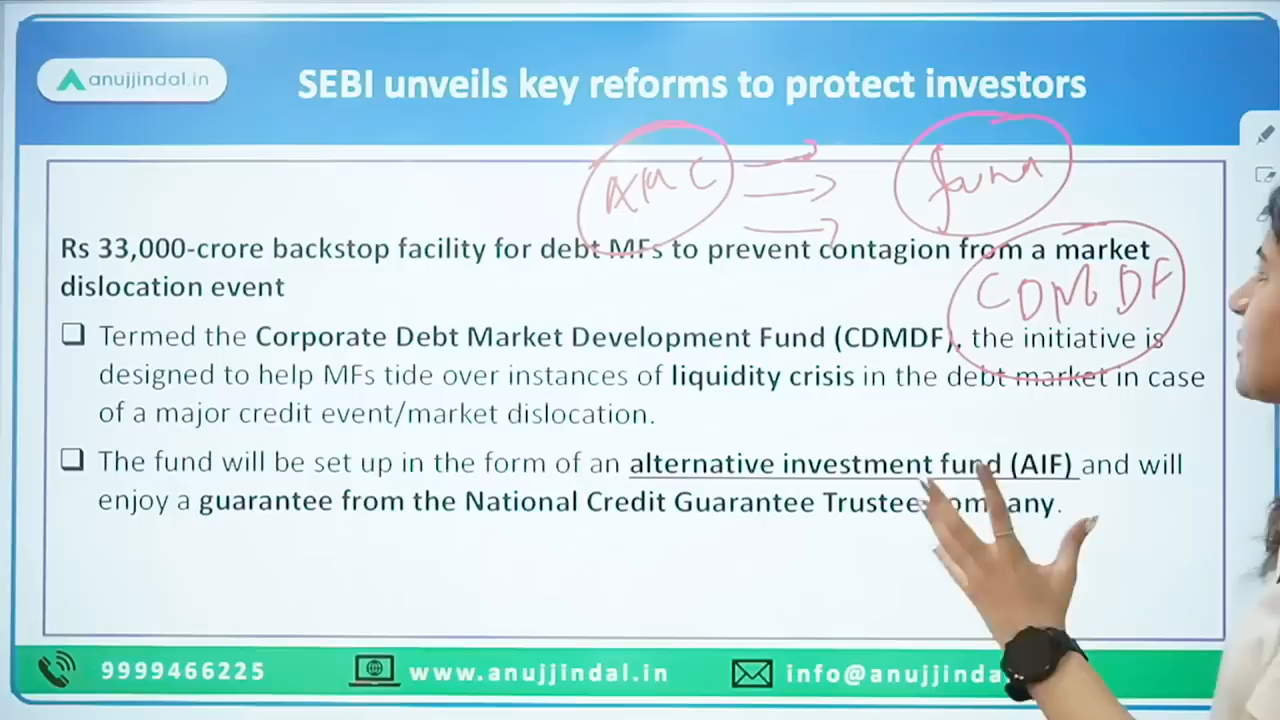 anujjindal.in
SEBI unveils key reforms to protect investors
AMC
fund
Rs 33,000-crore backstop facility for debt MFs to prevent contagion from a market
dislocation event
CDMDF
Termed the Corporate Debt Market Development Fund (CDMDF), the initiative is
designed to help MFs tide over instances of liquidity crisis in the debt market in case
of a major credit event/market dislocation.
The fund will be set up in the form of an alternative investment fund (AIF) and will
enjoy a guarantee from the National Credit Guarantee Trustee
9999466225
www.anujjindal.in
info@anujjinda